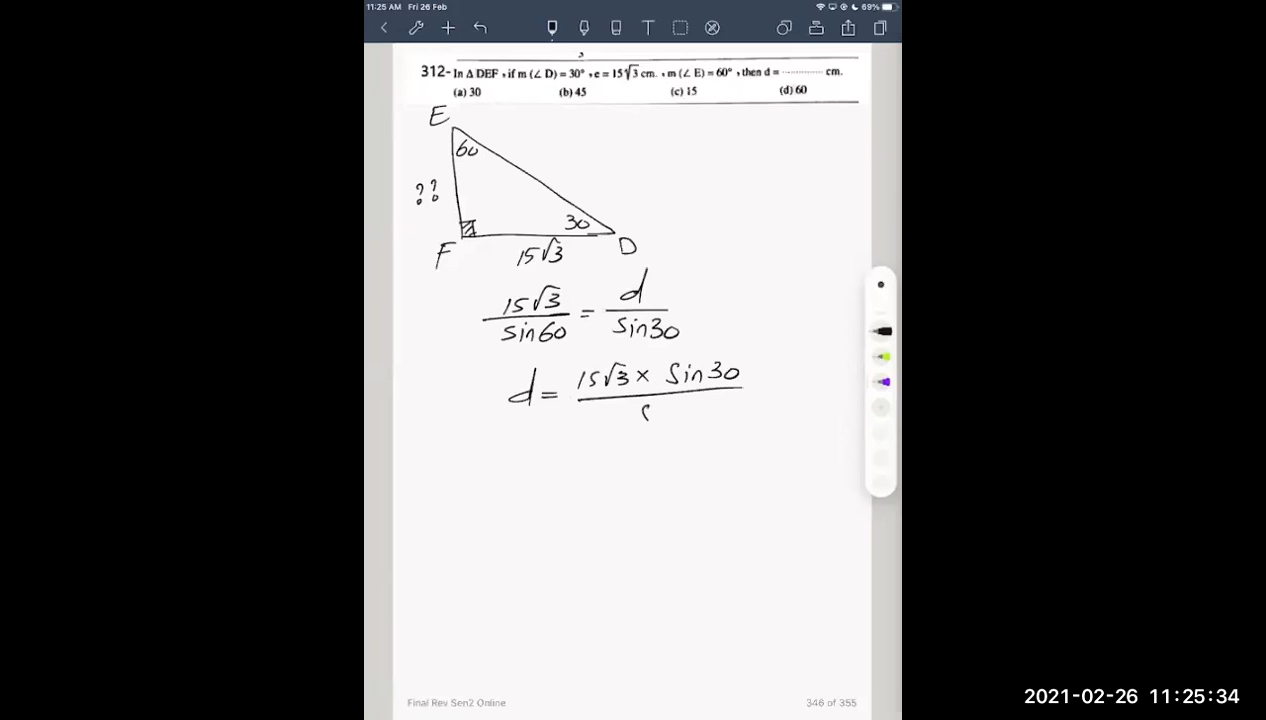 11:25 AM Fri 26 Feb
69%
312- In Δ DEF , if m (∠ D) = 30° , e = 15√3 cm. , m (∠ E) = 60° , then d = ············ cm.
(a) 30 (b) 45 (c) 15 (d) 60
E
60
??
30
F
15√3
D
15√3 / sin60 = d / sin30
d = 15√3 × sin30
Final Rev Sen2 Online
346 of 355
2021-02-26 11:25:34